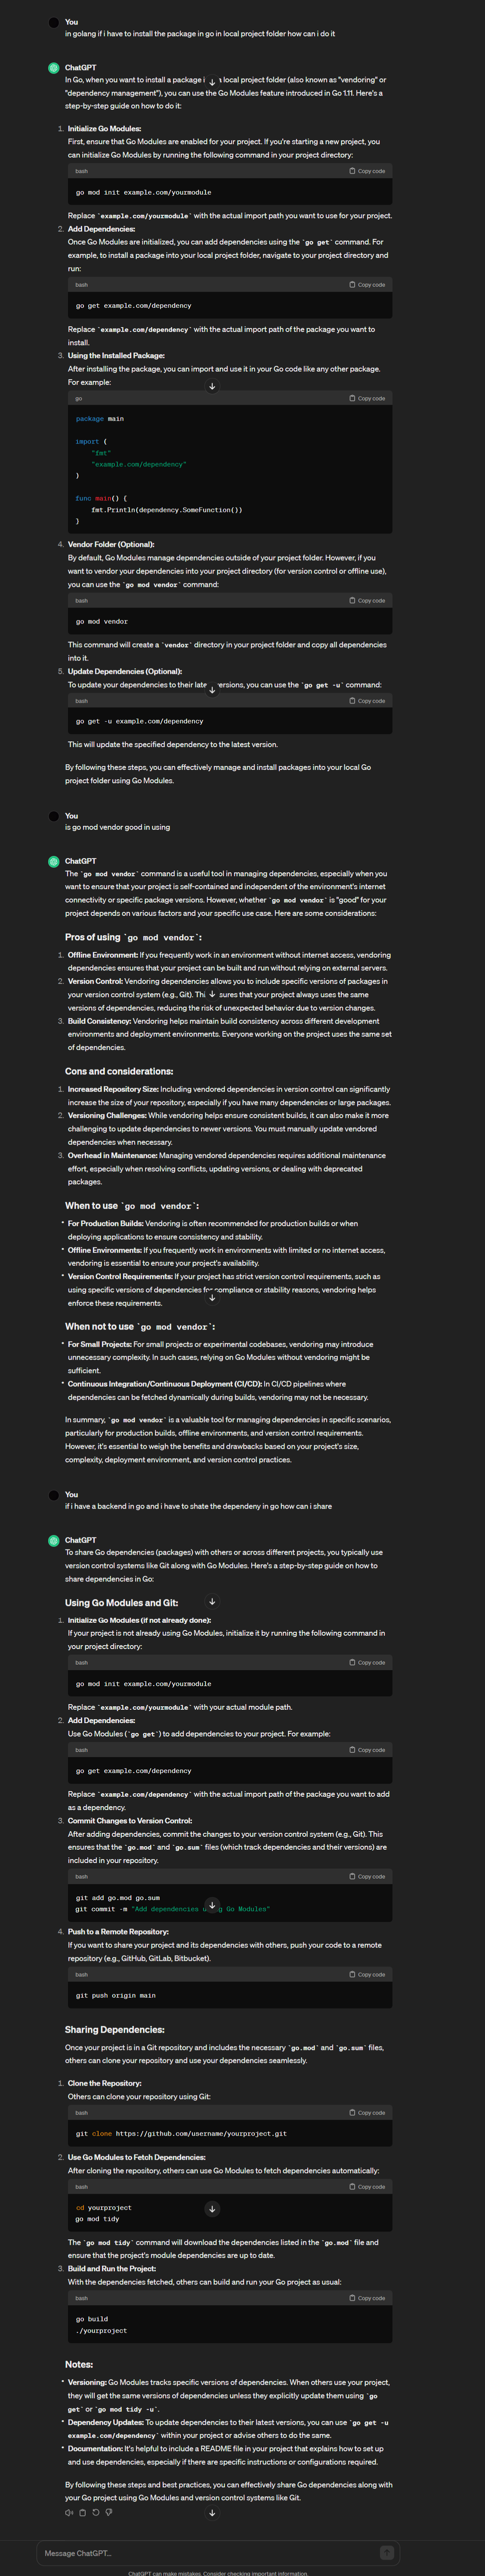 You
in golang if i have to install the package in go in local project folder how can i do it
ChatGPT
In Go, when you want to install a package i local project folder (also known as "vendoring" or
"dependency management"), you can use the Go Modules feature introduced in Go 1.11. Here's a
step-by-step guide on how to do it:
1. Initialize Go Modules:
First, ensure that Go Modules are enabled for your project. If you're starting a new project, you
can initialize Go Modules by running the following command in your project directory:
bash Copy code
go mod init example.com/yourmodule
Replace `example.com/yourmodule` with the actual import path you want to use for your project.
2. Add Dependencies:
Once Go Modules are initialized, you can add dependencies using the `go get` command. For
example, to install a package into your local project folder, navigate to your project directory and
run:
bash Copy code
go get example.com/dependency
Replace `example.com/dependency` with the actual import path of the package you want to
install.
3. Using the Installed Package:
After installing the package, you can import and use it in your Go code like any other package.
For example:
go Copy code
package main
import (
"fmt"
"example.com/dependency"
)
func main() {
fmt.Println(dependency.SomeFunction())
}
4. Vendor Folder (Optional):
By default, Go Modules manage dependencies outside of your project folder. However, if you
want to vendor your dependencies into your project directory (for version control or offline use),
you can use the `go mod vendor` command:
bash Copy code
go mod vendor
This command will create a `vendor` directory in your project folder and copy all dependencies
into it.
5. Update Dependencies (Optional):
To update your dependencies to their late ersions, you can use the `go get -u` command:
bash Copy code
go get -u example.com/dependency
This will update the specified dependency to the latest version.
By following these steps, you can effectively manage and install packages into your local Go
project folder using Go Modules.
You
is go mod vendor good in using
ChatGPT
The `go mod vendor` command is a useful tool in managing dependencies, especially when you
want to ensure that your project is self-contained and independent of the environment's internet
connectivity or specific package versions. However, whether `go mod vendor` is "good" for your
project depends on various factors and your specific use case. Here are some considerations:
Pros of using `go mod vendor`:
1. Offline Environment: If you frequently work in an environment without internet access, vendoring
dependencies ensures that your project can be built and run without relying on external servers.
2. Version Control: Vendoring dependencies allows you to include specific versions of packages in
your version control system (e.g., Git). Thi sures that your project always uses the same
versions of dependencies, reducing the risk of unexpected behavior due to version changes.
3. Build Consistency: Vendoring helps maintain build consistency across different development
environments and deployment environments. Everyone working on the project uses the same set
of dependencies.
Cons and considerations:
1. Increased Repository Size: Including vendored dependencies in version control can significantly
increase the size of your repository, especially if you have many dependencies or large packages.
2. Versioning Challenges: While vendoring helps ensure consistent builds, it can also make it more
challenging to update dependencies to newer versions. You must manually update vendored
dependencies when necessary.
3. Overhead in Maintenance: Managing vendored dependencies requires additional maintenance
effort, especially when resolving conflicts, updating versions, or dealing with deprecated
packages.
When to use `go mod vendor`:
• For Production Builds: Vendoring is often recommended for production builds or when
deploying applications to ensure consistency and stability.
• Offline Environments: If you frequently work in environments with limited or no internet access,
vendoring is essential to ensure your project's availability.
• Version Control Requirements: If your project has strict version control requirements, such as
using specific versions of dependencies for compliance or stability reasons, vendoring helps
enforce these requirements.
When not to use `go mod vendor`:
• For Small Projects: For small projects or experimental codebases, vendoring may introduce
unnecessary complexity. In such cases, relying on Go Modules without vendoring might be
sufficient.
• Continuous Integration/Continuous Deployment (CI/CD): In CI/CD pipelines where
dependencies can be fetched dynamically during builds, vendoring may not be necessary.
In summary, `go mod vendor` is a valuable tool for managing dependencies in specific scenarios,
particularly for production builds, offline environments, and version control requirements.
However, it's essential to weigh the benefits and drawbacks based on your project's size,
complexity, deployment environment, and version control practices.
You
if i have a backend in go and i have to shate the dependeny in go how can i share
ChatGPT
To share Go dependencies (packages) with others or across different projects, you typically use
version control systems like Git along with Go Modules. Here's a step-by-step guide on how to
share dependencies in Go:
Using Go Modules and Git:
1. Initialize Go Modules (if not already done):
If your project is not already using Go Modules, initialize it by running the following command in
your project directory:
bash Copy code
go mod init example.com/yourmodule
Replace `example.com/yourmodule` with your actual module path.
2. Add Dependencies:
Use Go Modules (`go get`) to add dependencies to your project. For example:
bash Copy code
go get example.com/dependency
Replace `example.com/dependency` with the actual import path of the package you want to add
as a dependency.
3. Commit Changes to Version Control:
After adding dependencies, commit the changes to your version control system (e.g., Git). This
ensures that the `go.mod` and `go.sum` files (which track dependencies and their versions) are
included in your repository.
bash Copy code
git add go.mod go.sum
git commit -m "Add dependencies u g Go Modules"
4. Push to a Remote Repository:
If you want to share your project and its dependencies with others, push your code to a remote
repository (e.g., GitHub, GitLab, Bitbucket).
bash Copy code
git push origin main
Sharing Dependencies:
Once your project is in a Git repository and includes the necessary `go.mod` and `go.sum` files,
others can clone your repository and use your dependencies seamlessly.
1. Clone the Repository:
Others can clone your repository using Git:
bash Copy code
git clone https://github.com/username/yourproject.git
2. Use Go Modules to Fetch Dependencies:
After cloning the repository, others can use Go Modules to fetch dependencies automatically:
bash Copy code
cd yourproject
go mod tidy
The `go mod tidy` command will download the dependencies listed in the `go.mod` file and
ensure that the project's module dependencies are up to date.
3. Build and Run the Project:
With the dependencies fetched, others can build and run your Go project as usual:
bash Copy code
go build
./yourproject
Notes:
• Versioning: Go Modules tracks specific versions of dependencies. When others use your project,
they will get the same versions of dependencies unless they explicitly update them using `go
get` or `go mod tidy -u`.
• Dependency Updates: To update dependencies to their latest versions, you can use `go get -u
example.com/dependency` within your project or advise others to do the same.
• Documentation: It's helpful to include a README file in your project that explains how to set up
and use dependencies, especially if there are specific instructions or configurations required.
By following these steps and best practices, you can effectively share Go dependencies along with
your Go project using Go Modules and version control systems like Git.
Message ChatGPT...
ChatGPT can make mistakes. Consider checking important information.